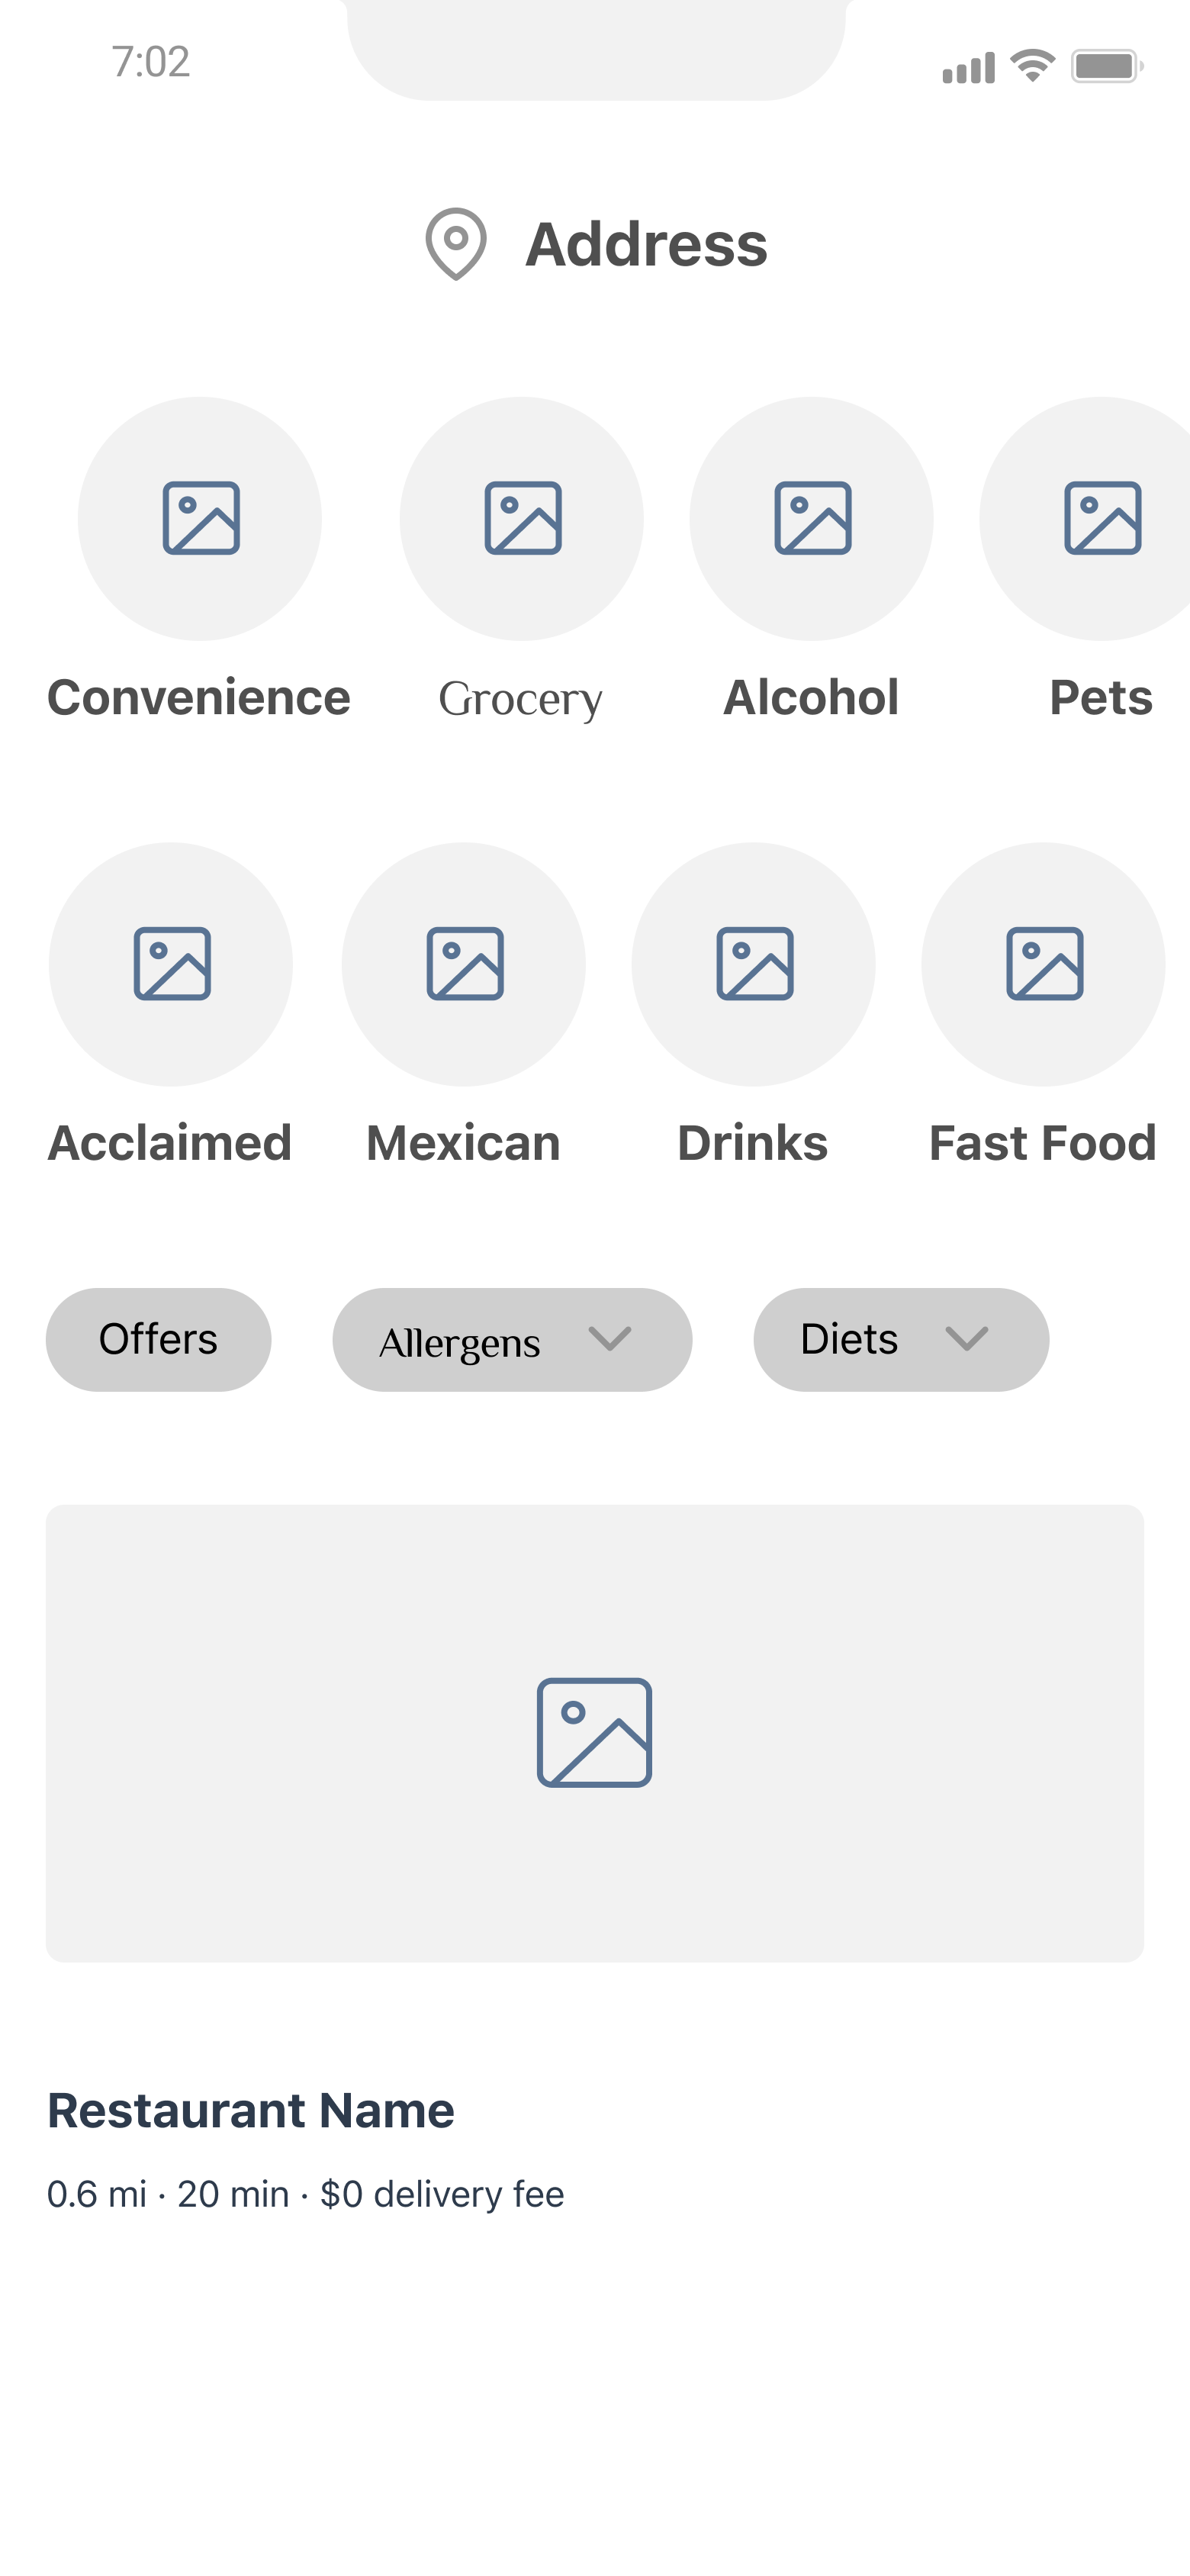 7:02
Address
Convenience Grocery Alcohol Pets
Acclaimed Mexican Drinks Fast Food
Offers Allergens Diets
Restaurant Name
0.6 mi · 20 min · $0 delivery fee